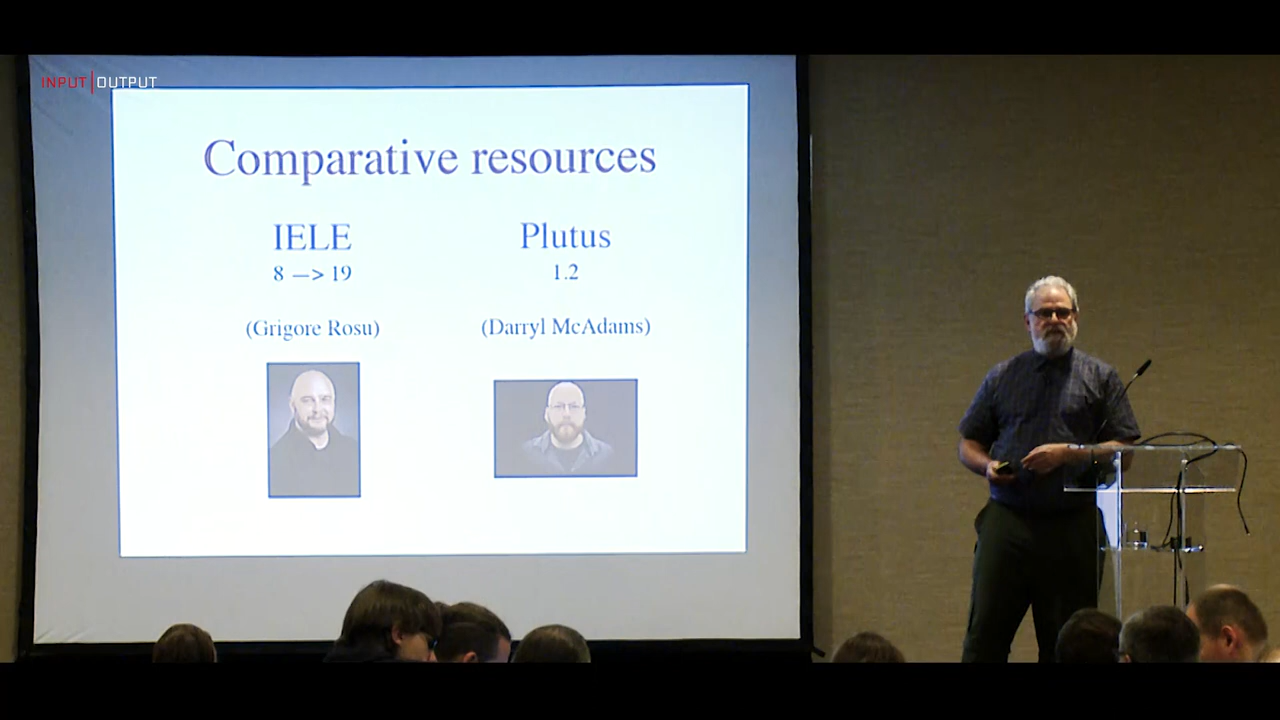 INPUT|OUTPUT
Comparative resources
IELE
8 —> 19
(Grigore Rosu)
Plutus
1.2
(Darryl McAdams)